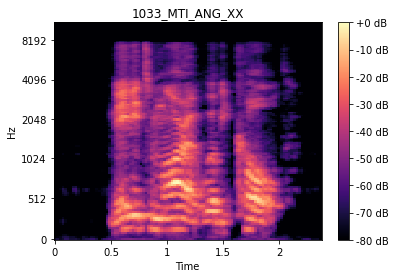 1033_MTI_ANG_XX
+0 dB
8192
-10 dB
4096
-20 dB
-30 dB
2048
Hz
-40 dB
1024
-50 dB
512
-60 dB
-70 dB
0
-80 dB
0 0.5 1 1.5 2
Time